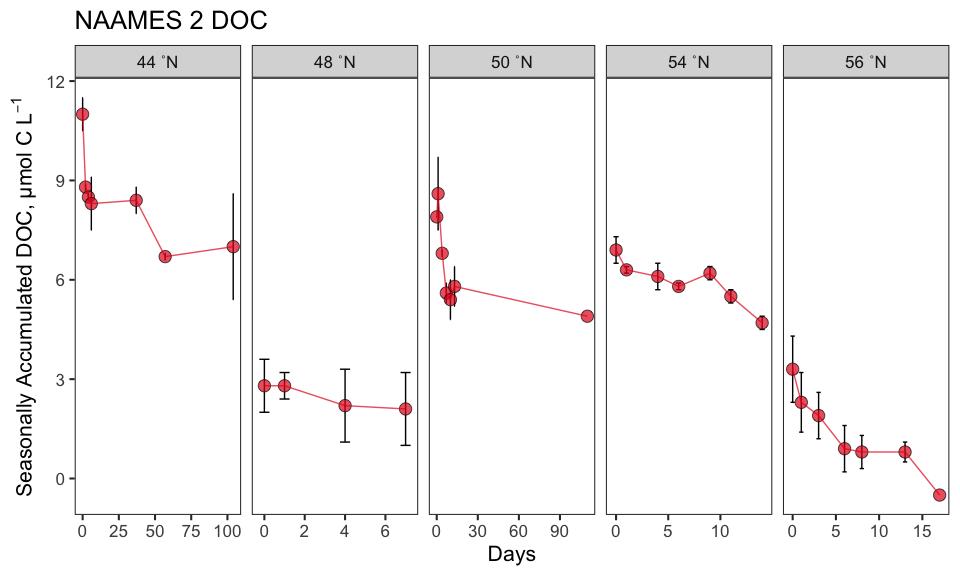 NAAMES 2 DOC
44 °N 48 °N 50 °N 54 °N 56 °N
Seasonally Accumulated DOC, μmol C L⁻¹
12
9
6
3
0
0 25 50 75 100 0 2 4 6 0 30 60 90 0 5 10 0 5 10 15
Days